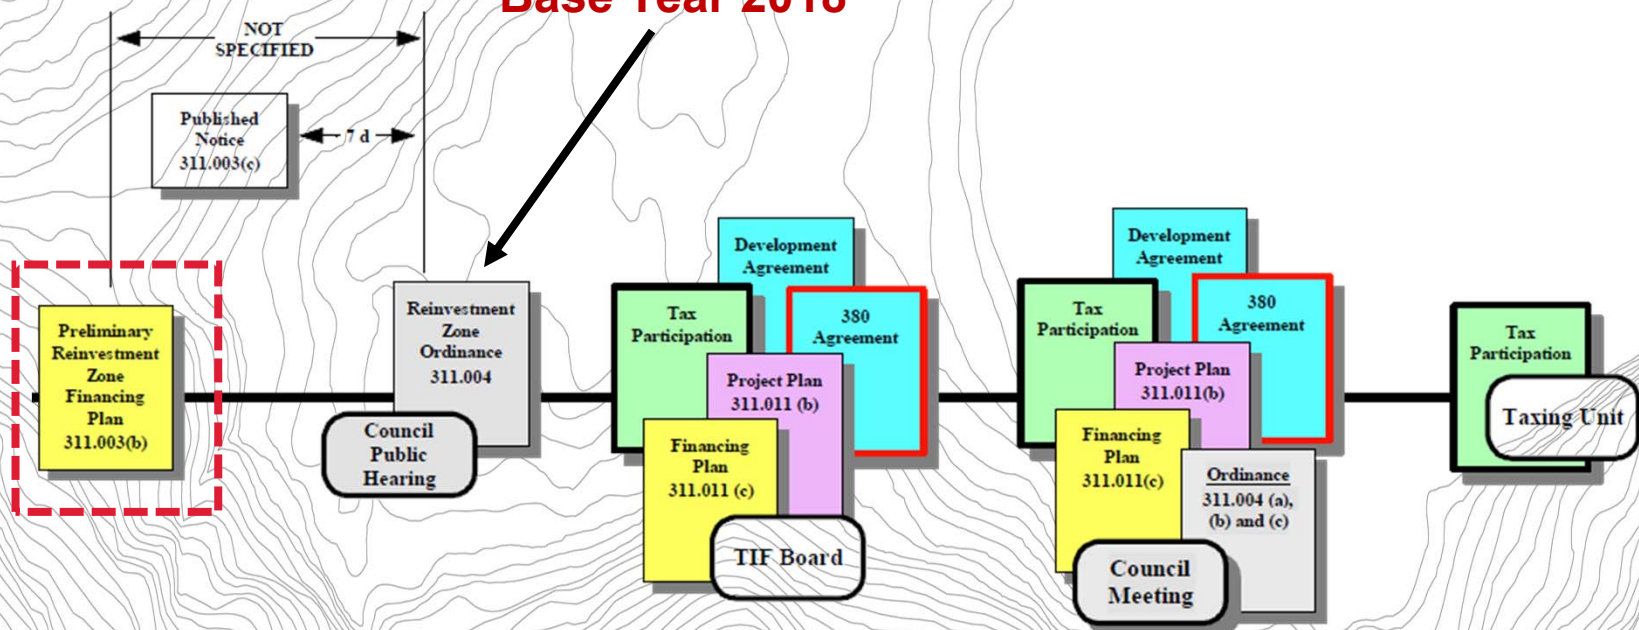 Base Year 2018
NOT
SPECIFIED
Published
Notice
311.003(c)
7 d
Preliminary
Reinvestment
Zone
Financing
Plan
311.003(b)
Reinvestment
Zone
Ordinance
311.004
Council
Public
Hearing
Development
Agreement
Tax
Participation
380
Agreement
Project Plan
311.011 (b)
Financing
Plan
311.011 (c)
TIF Board
Development
Agreement
Tax
Participation
380
Agreement
Project Plan
311.011(b)
Financing
Plan
311.011(c)
Ordinance
311.004 (a),
(b) and (c)
Council
Meeting
Tax
Participation
Taxing Unit